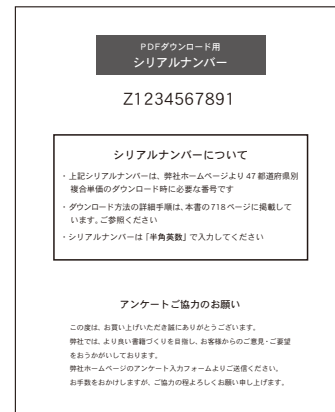 PDFダウンロード用
シリアルナンバー
Z1234567891
シリアルナンバーについて
・上記シリアルナンバーは、弊社ホームページより47都道府県別
複合単価のダウンロード時に必要な番号です
・ダウンロード方法の詳細手順は、本書の718ページに掲載して
います。ご参照ください
・シリアルナンバーは「半角英数」で入力してください
アンケートご協力のお願い
この度は、お買い上げいただき誠にありがとうございます。
弊社では、より良い書籍づくりを目指し、お客様からのご意見・ご要望
をおうかがいしております。
弊社ホームページのアンケート入力フォームよりご送信ください。
お手数をおかけしますが、ご協力の程よろしくお願い申し上げます。